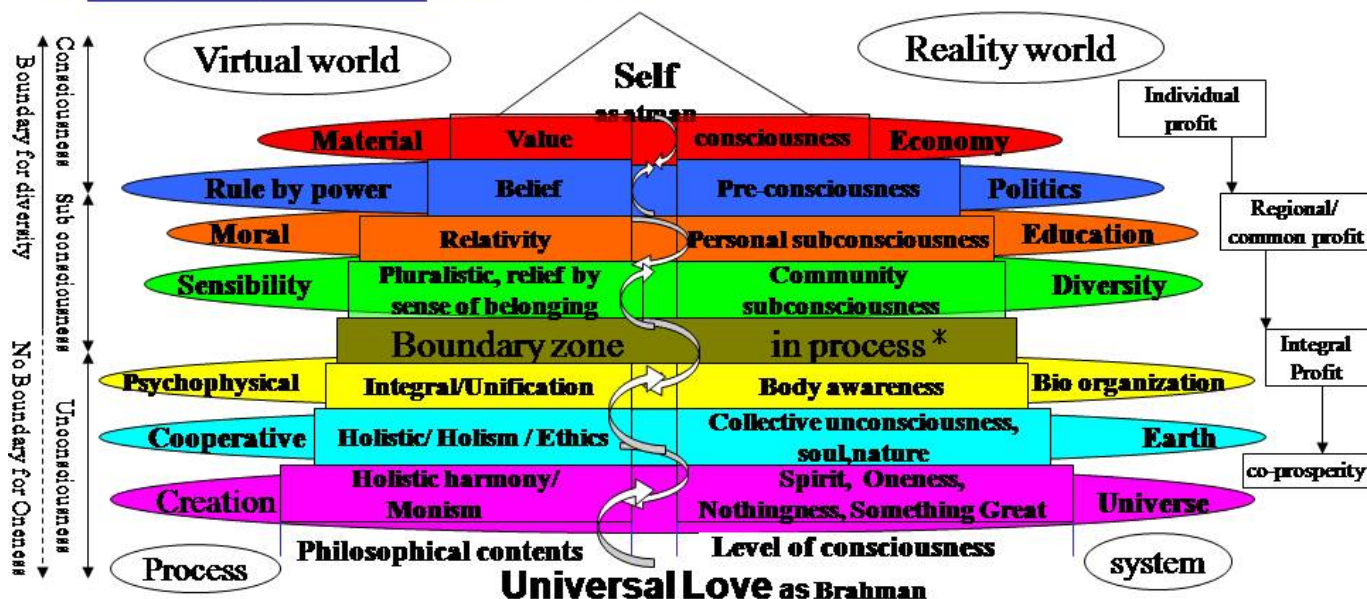 Virtual world
Reality world
Self
as atman
Individual
profit
Material
Value
consciousness
Economy
Rule by power
Belief
Pre-consciousness
Politics
Regional/
common profit
Moral
Relativity
Personal subconsciousness
Education
Sensibility
Pluralistic, relief by
sense of belonging
Community
subconsciousness
Diversity
Boundary zone
in process *
Integral
Profit
Psychophysical
Integral/Unification
Body awareness
Bio organization
Cooperative
Holistic/ Holism / Ethics
Collective unconsciousness,
soul,nature
Earth
co-prosperity
Creation
Holistic harmony/
Monism
Spirit, Oneness,
Nothingness, Something Great
Universe
Philosophical contents
Level of consciousness
Process
system
Universal Love as Brahman
Consciousness
Sub consciousness
Unconsciousness
Boundary for diversity
No Boundary for Oneness